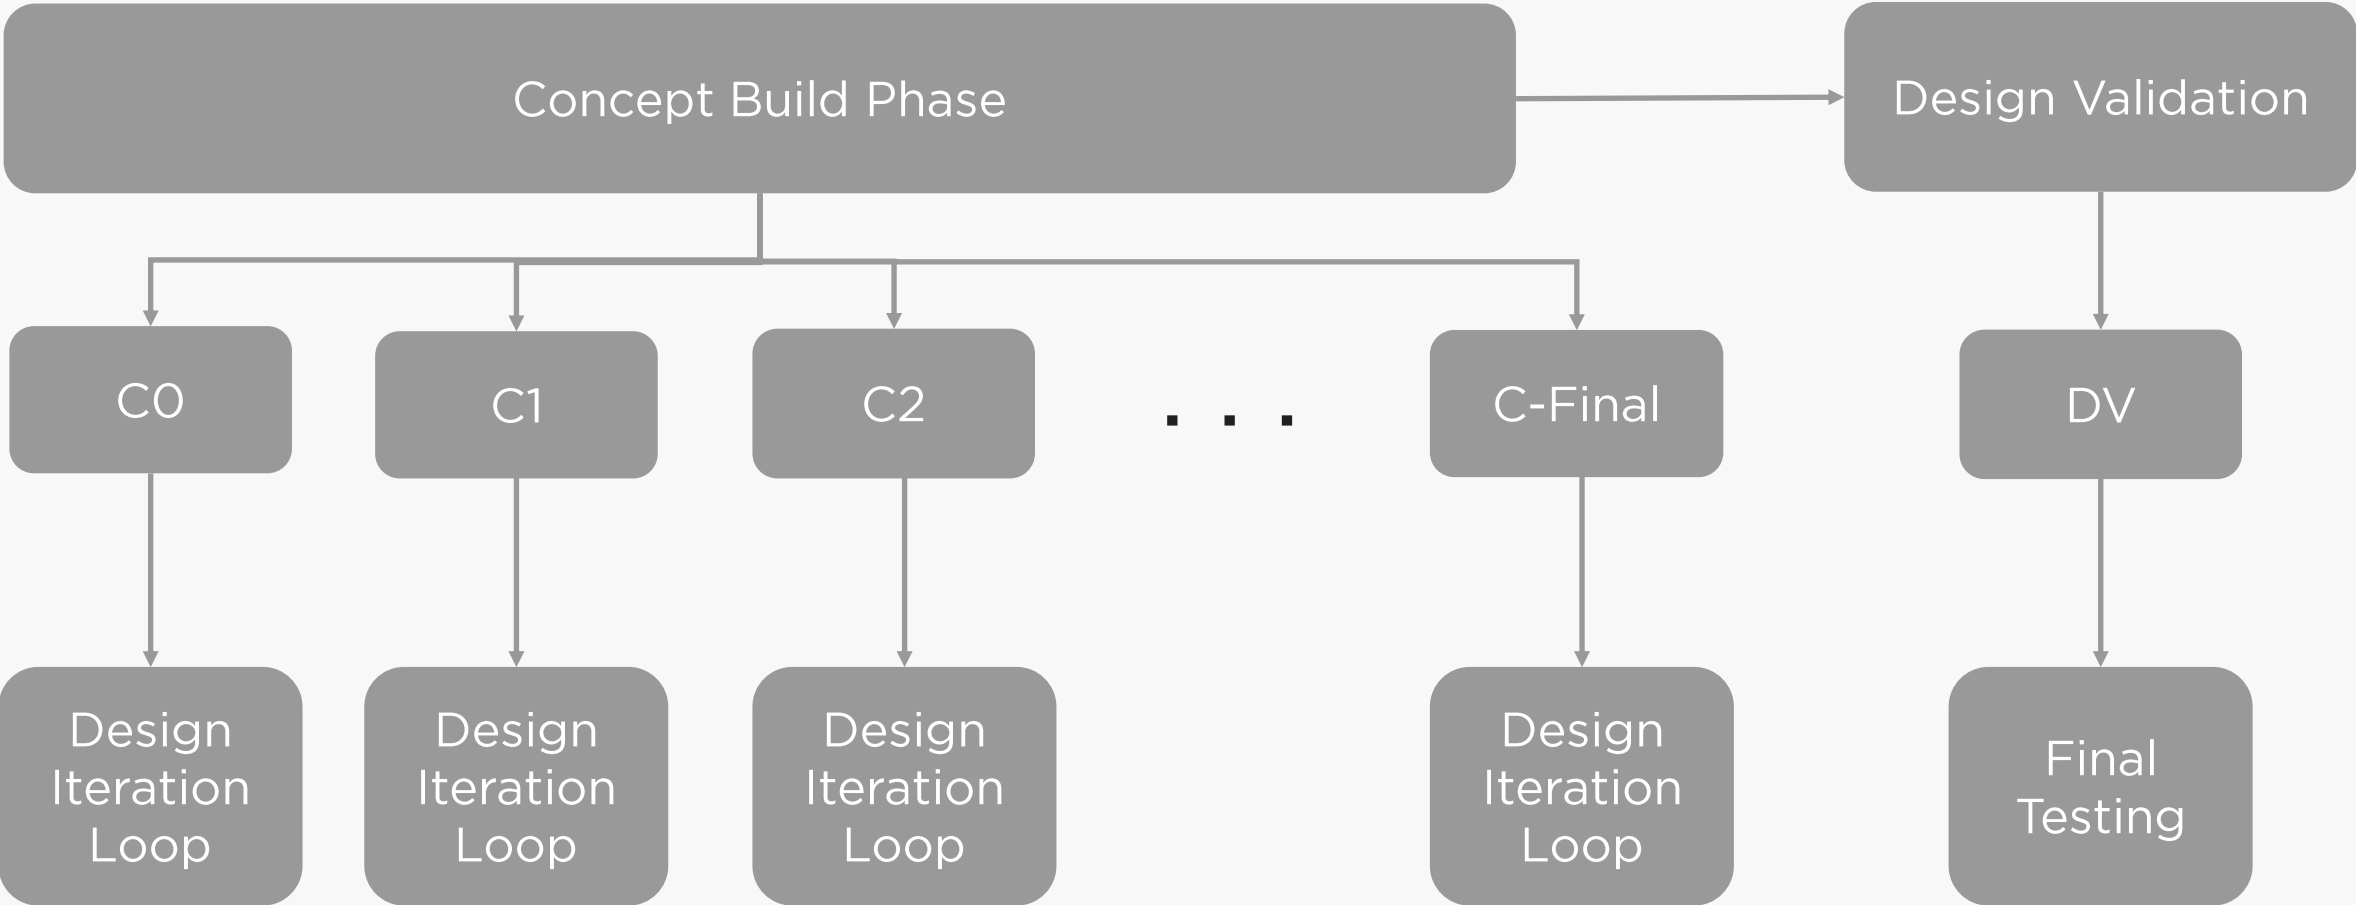 Concept Build Phase
Design Validation
C0
C1
C2
. . .
C-Final
DV
Design
Iteration
Loop
Design
Iteration
Loop
Design
Iteration
Loop
Design
Iteration
Loop
Final
Testing